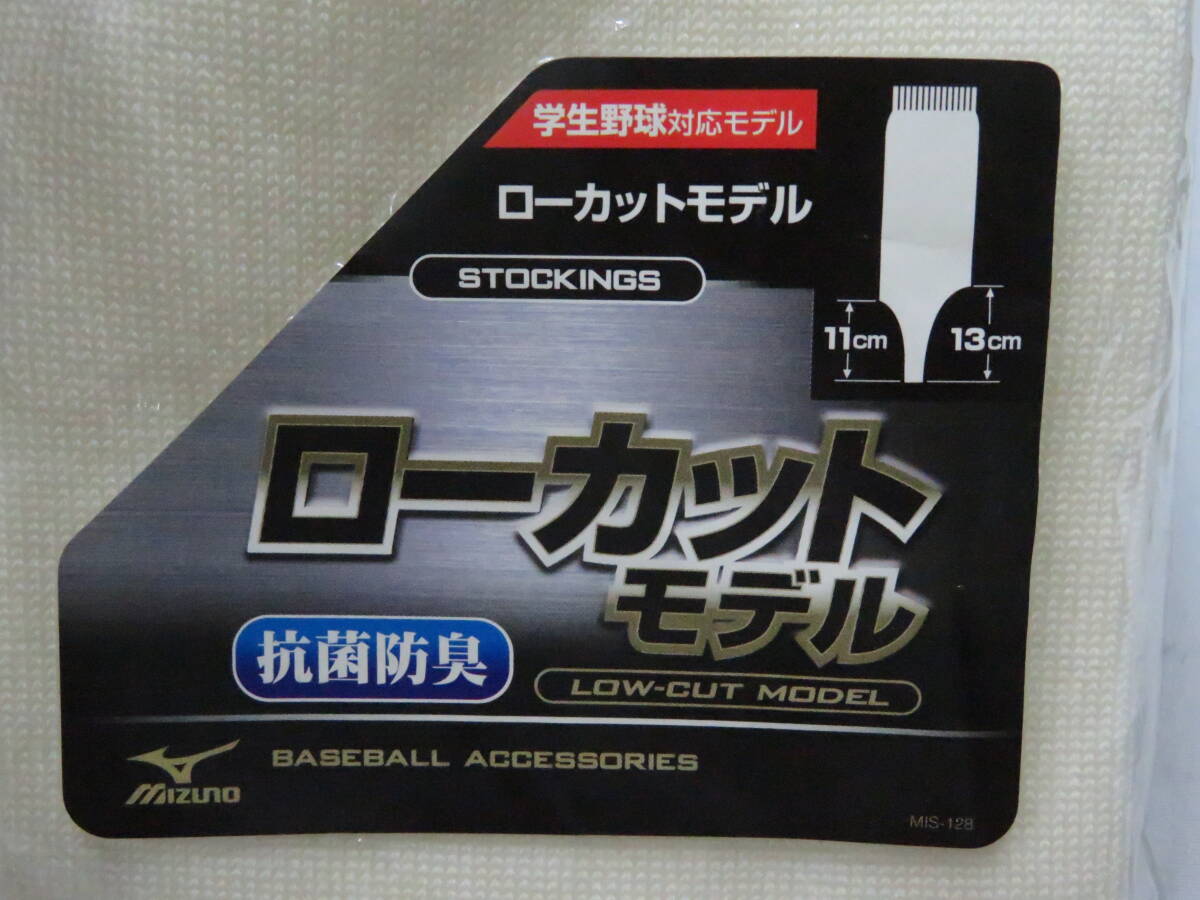 学生野球対応モデル
ローカットモデル
STOCKINGS
11cm
13cm
ローカット
モデル
抗菌防臭
LOW-CUT MODEL
MIZUNO
BASEBALL ACCESSORIES
MIS-128